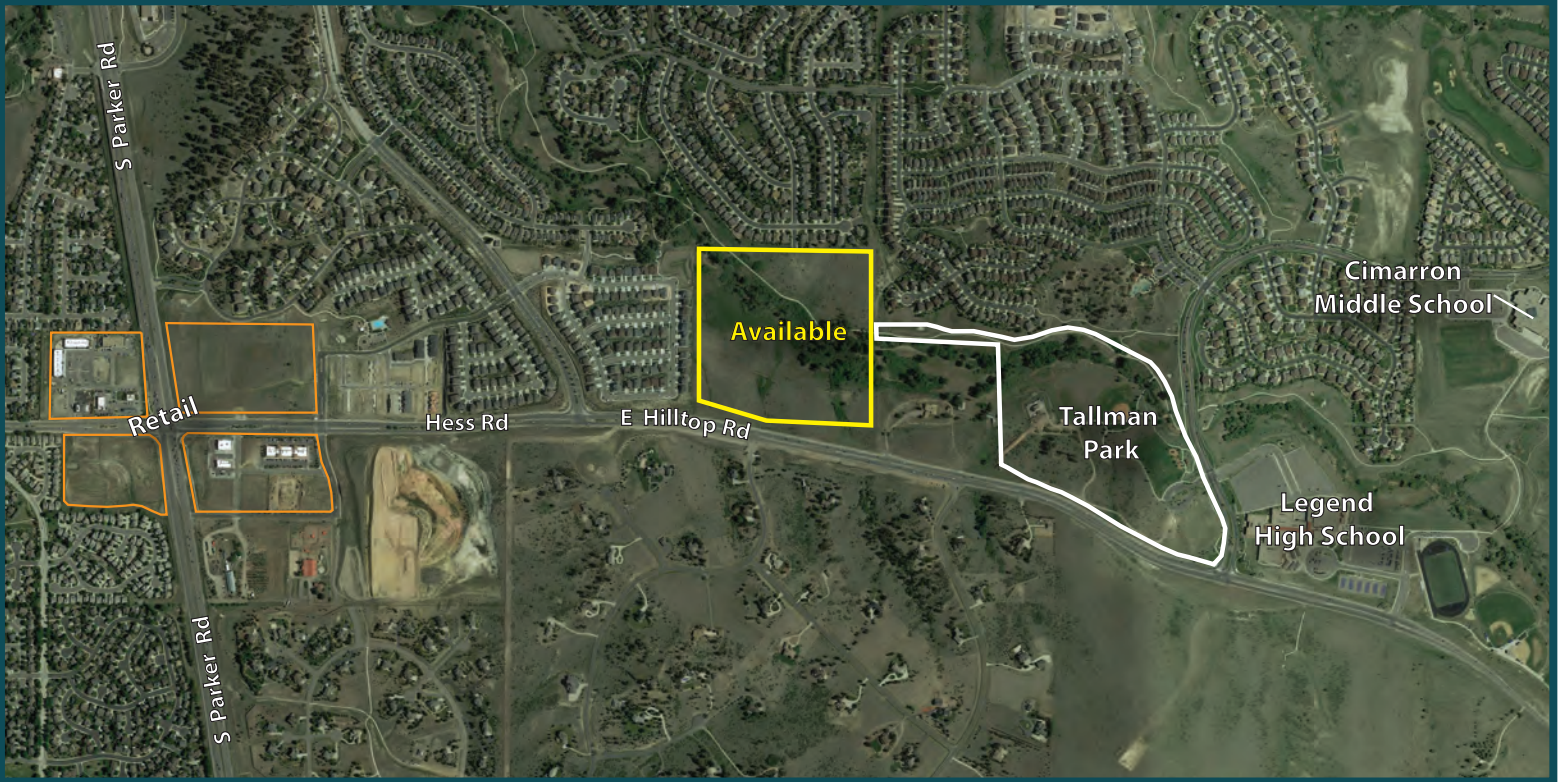 S Parker Rd
Cimarron
Middle School
Available
Retail
Hess Rd
E Hilltop Rd
Tallman
Park
Legend
High School
S Parker Rd